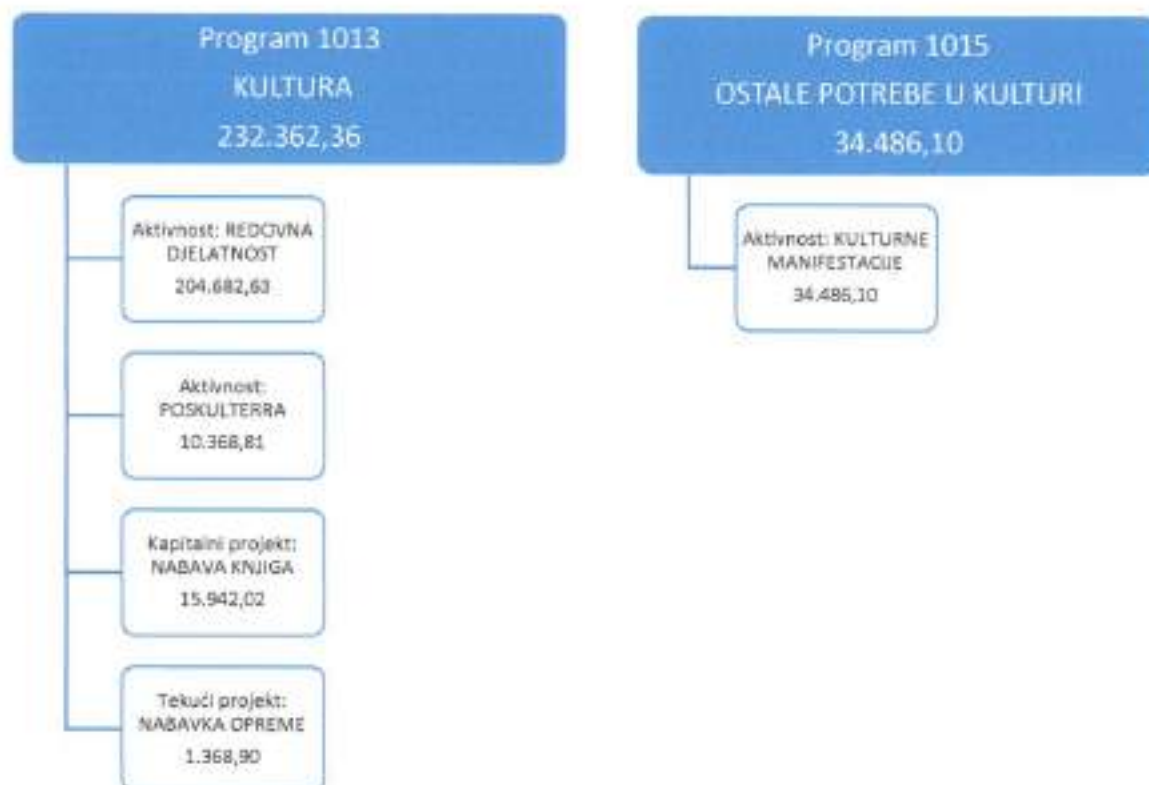 Program 1013
KULTURA
232.362,36
Aktivnost: REDOVNA
DJELATNOST
204.682,63
Aktivnost:
POSKULTERRA
10.368,81
Kapitalni projekt:
NABAVA KNJIGA
15.942,02
Tekući projekt:
NABAVKA OPREME
1.368,90
Program 1015
OSTALE POTREBE U KULTURI
34.486,10
Aktivnost: KULTURNE
MANIFESTACIJE
34.486,10